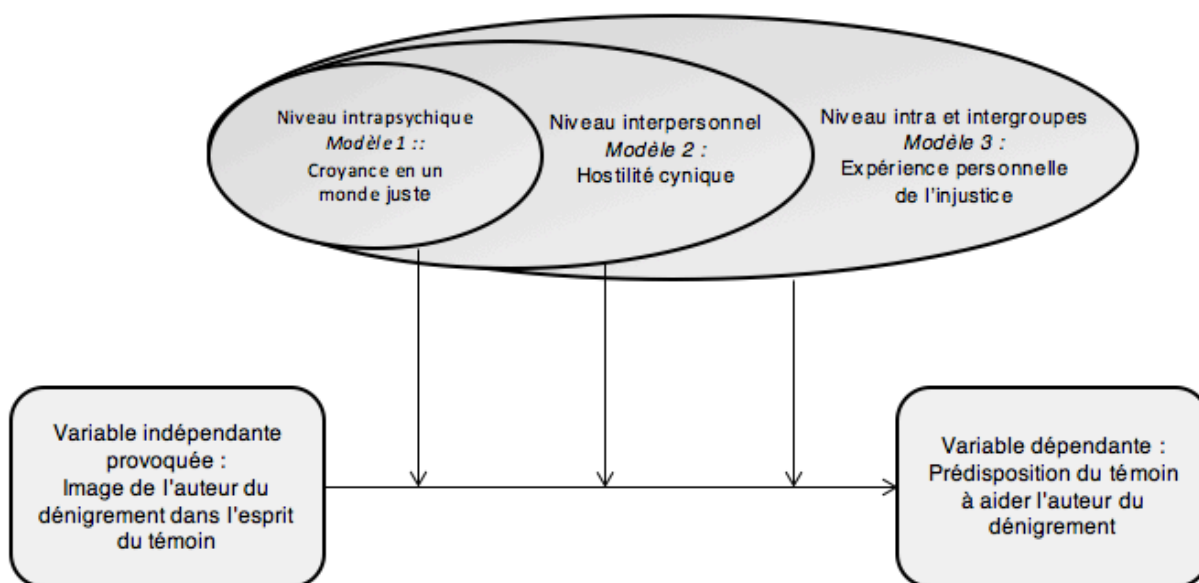 Niveau intrapsychique
Modèle 1 ::
Croyance en un
monde juste
Niveau interpersonnel
Modèle 2 :
Hostilité cynique
Niveau intra et intergroupes
Modèle 3 :
Expérience personnelle
de l'injustice
Variable indépendante
provoquée :
Image de l'auteur du
dénigrement dans l'esprit
du témoin
Variable dépendante :
Prédisposition du témoin
à aider l'auteur du
dénigrement